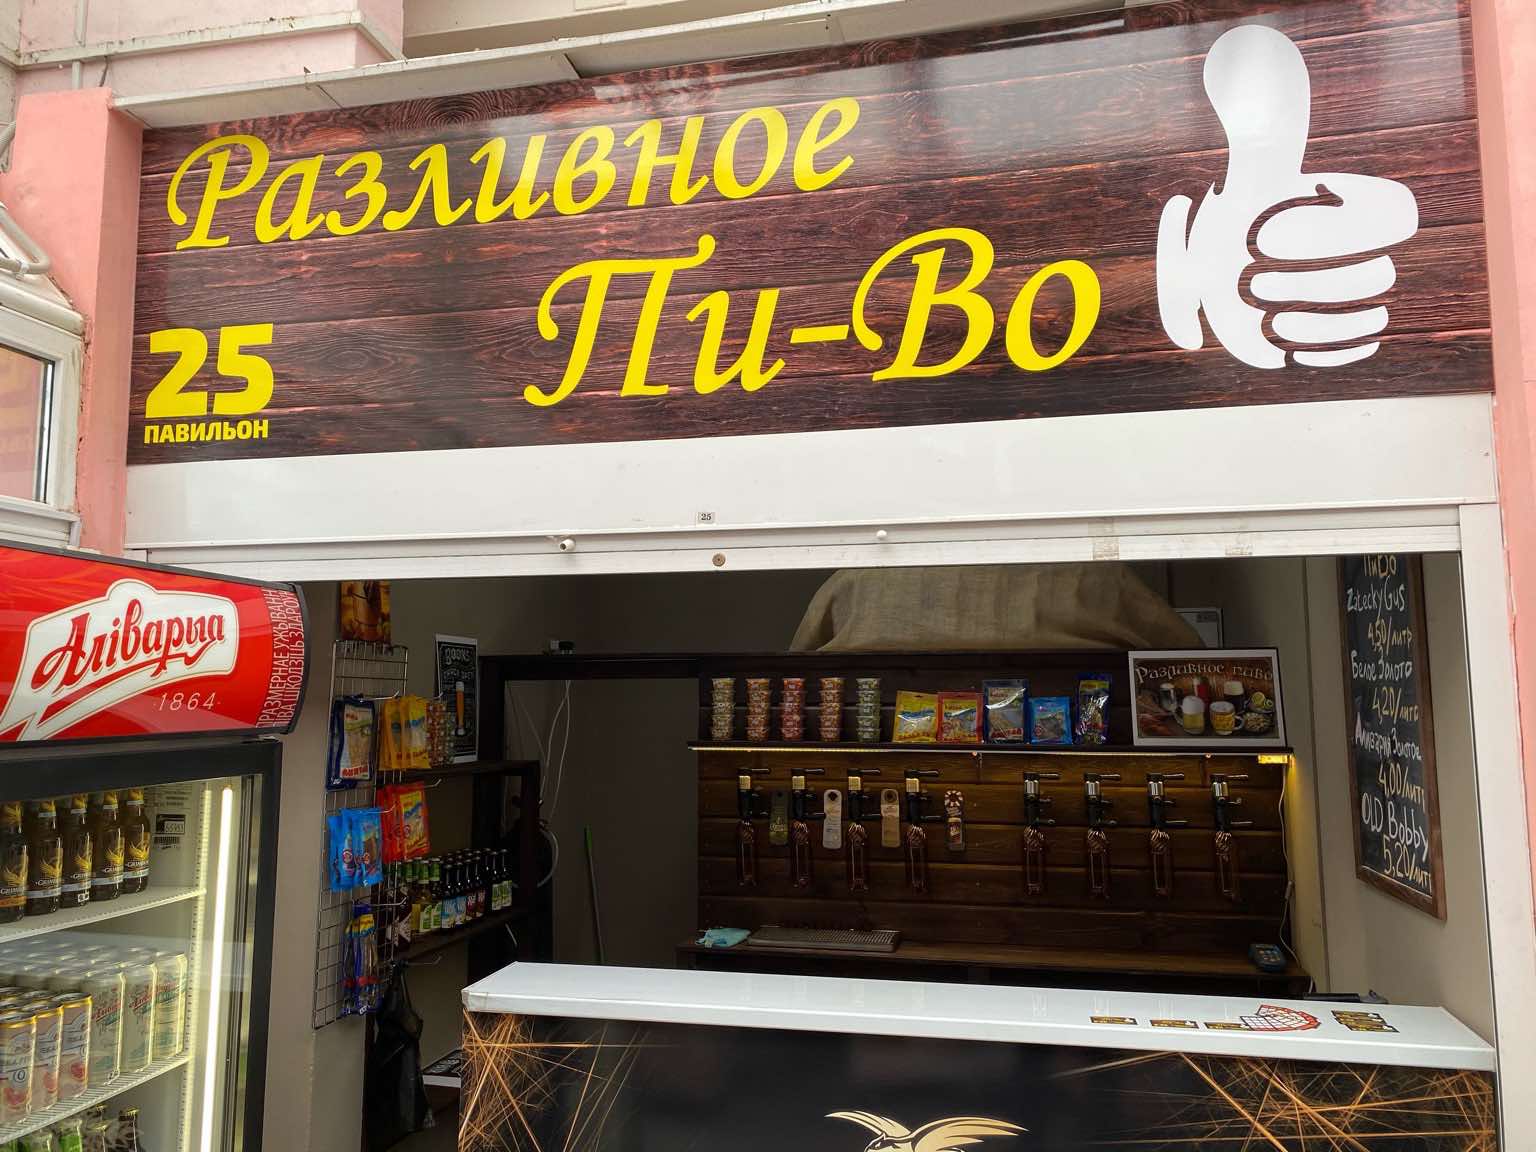 Разливное
Пи-Во
25
ПАВИЛЬОН
25
Аліварыя
·1864·
Разливное пиво
ПиВо
Zatecky Gus
4,50/литр
Белое Золото
4,20/литр
Аливария Золотое
4,00/литр
OLD Bobby
5,20/литр